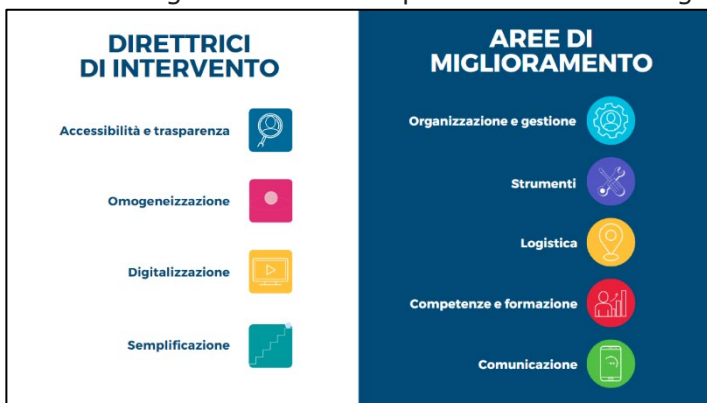 DIRETTRICI
DI INTERVENTO
Accessibilità e trasparenza
Omogeneizzazione
Digitalizzazione
Semplificazione
AREE DI
MIGLIORAMENTO
Organizzazione e gestione
Strumenti
Logistica
Competenze e formazione
Comunicazione